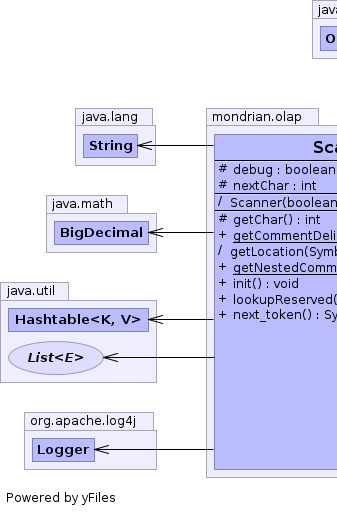 java
O
java.lang
String
java.math
BigDecimal
java.util
Hashtable<K, V>
List<E>
org.apache.log4j
Logger
mondrian.olap
Sca
# debug : boolean
# nextChar : int
/ Scanner(boolean
# getChar() : int
+ getCommentDeli
/ getLocation(Symb
+ getNestedComm
+ init() : void
+ lookupReserved(
+ next_token() : Sy
Powered by yFiles